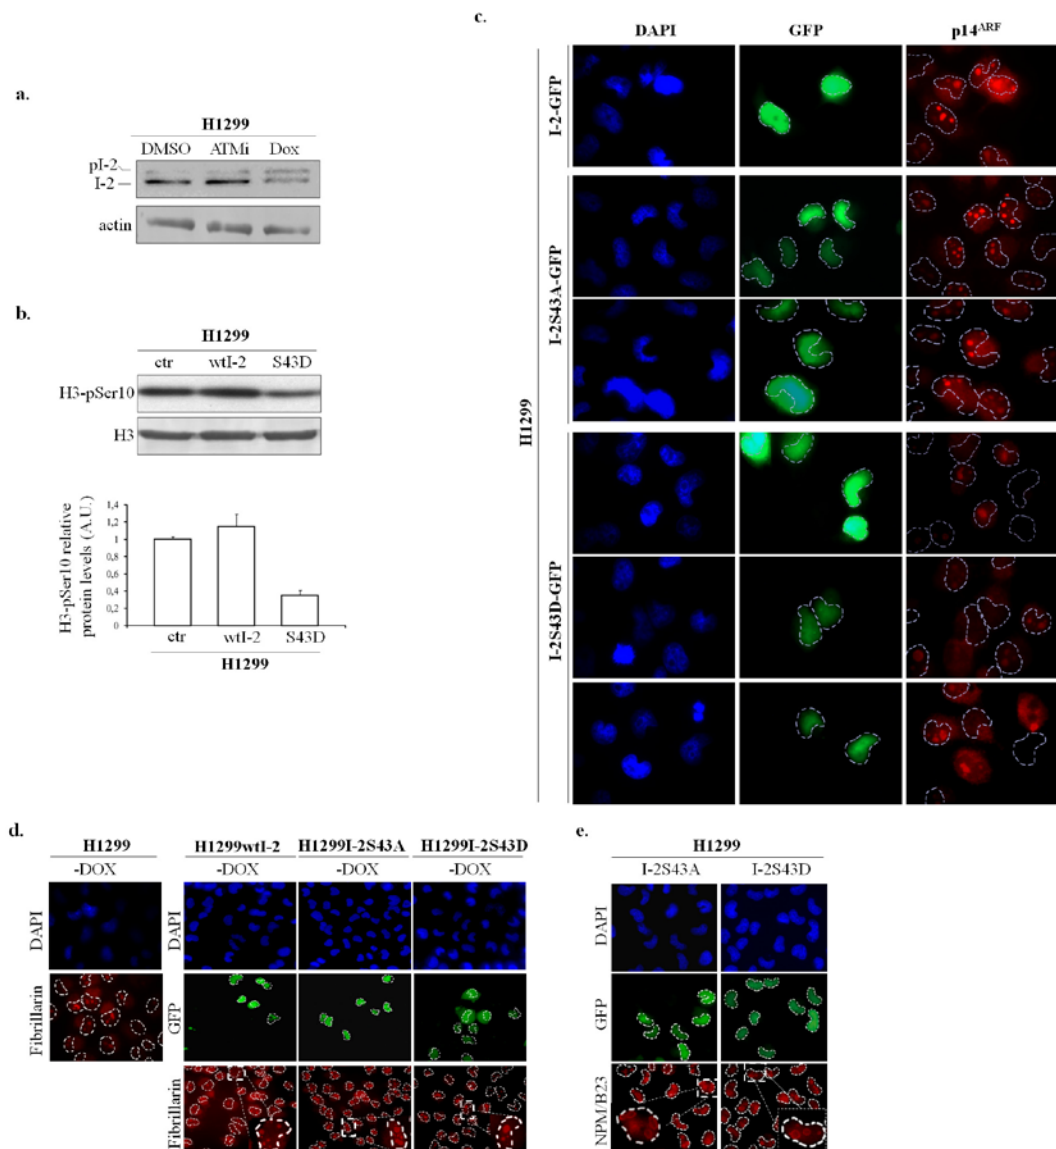 a.
H1299
DMSO ATMi Dox
pI-2
I-2
actin
b.
H1299
ctr wtI-2 S43D
H3-pSer10
H3
H3-pSer10 relative
protein levels (A.U.)
1,4
1,2
1
0,8
0,6
0,4
0,2
0
ctr wtI-2 S43D
H1299
c.
DAPI GFP p14ARF
H1299
I-2-GFP
I-2S43A-GFP
I-2S43D-GFP
d.
H1299 H1299wtI-2 H1299I-2S43A H1299I-2S43D
-DOX -DOX -DOX -DOX
DAPI DAPI
Fibrillarin GFP
Fibrillarin
e.
H1299
I-2S43A I-2S43D
DAPI
GFP
NPM/B23